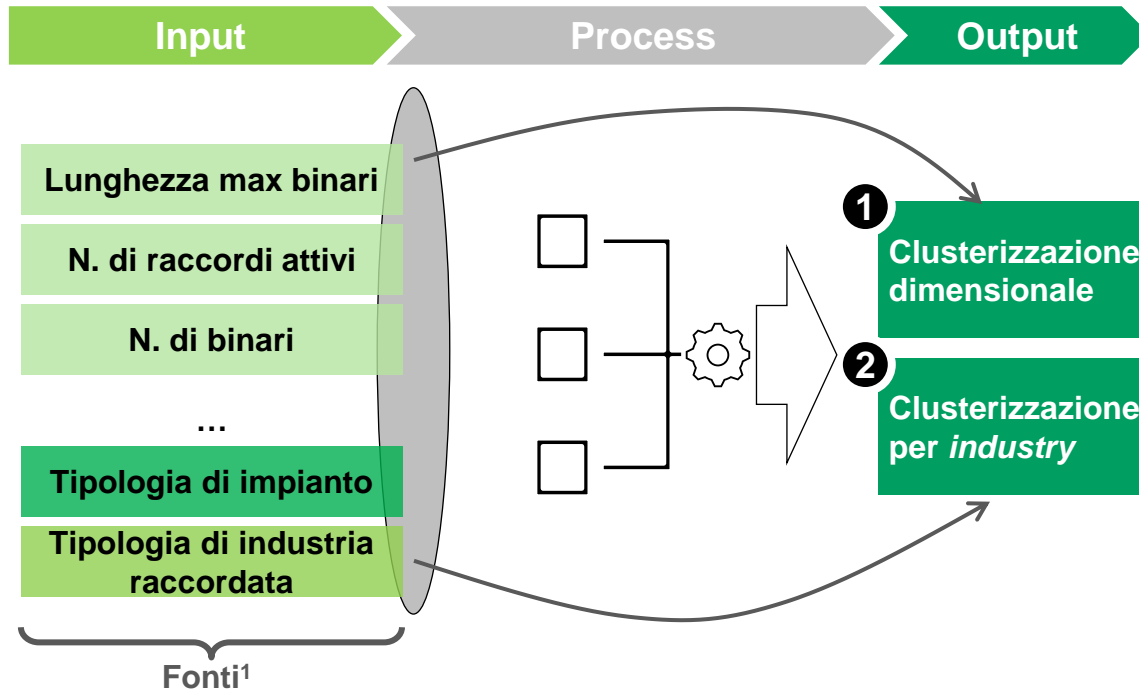 Input
Process
Output
Lunghezza max binari
N. di raccordi attivi
N. di binari
...
Tipologia di impianto
Tipologia di industria
raccordata
Fonti¹
1
Clusterizzazione
dimensionale
2
Clusterizzazione
per industry